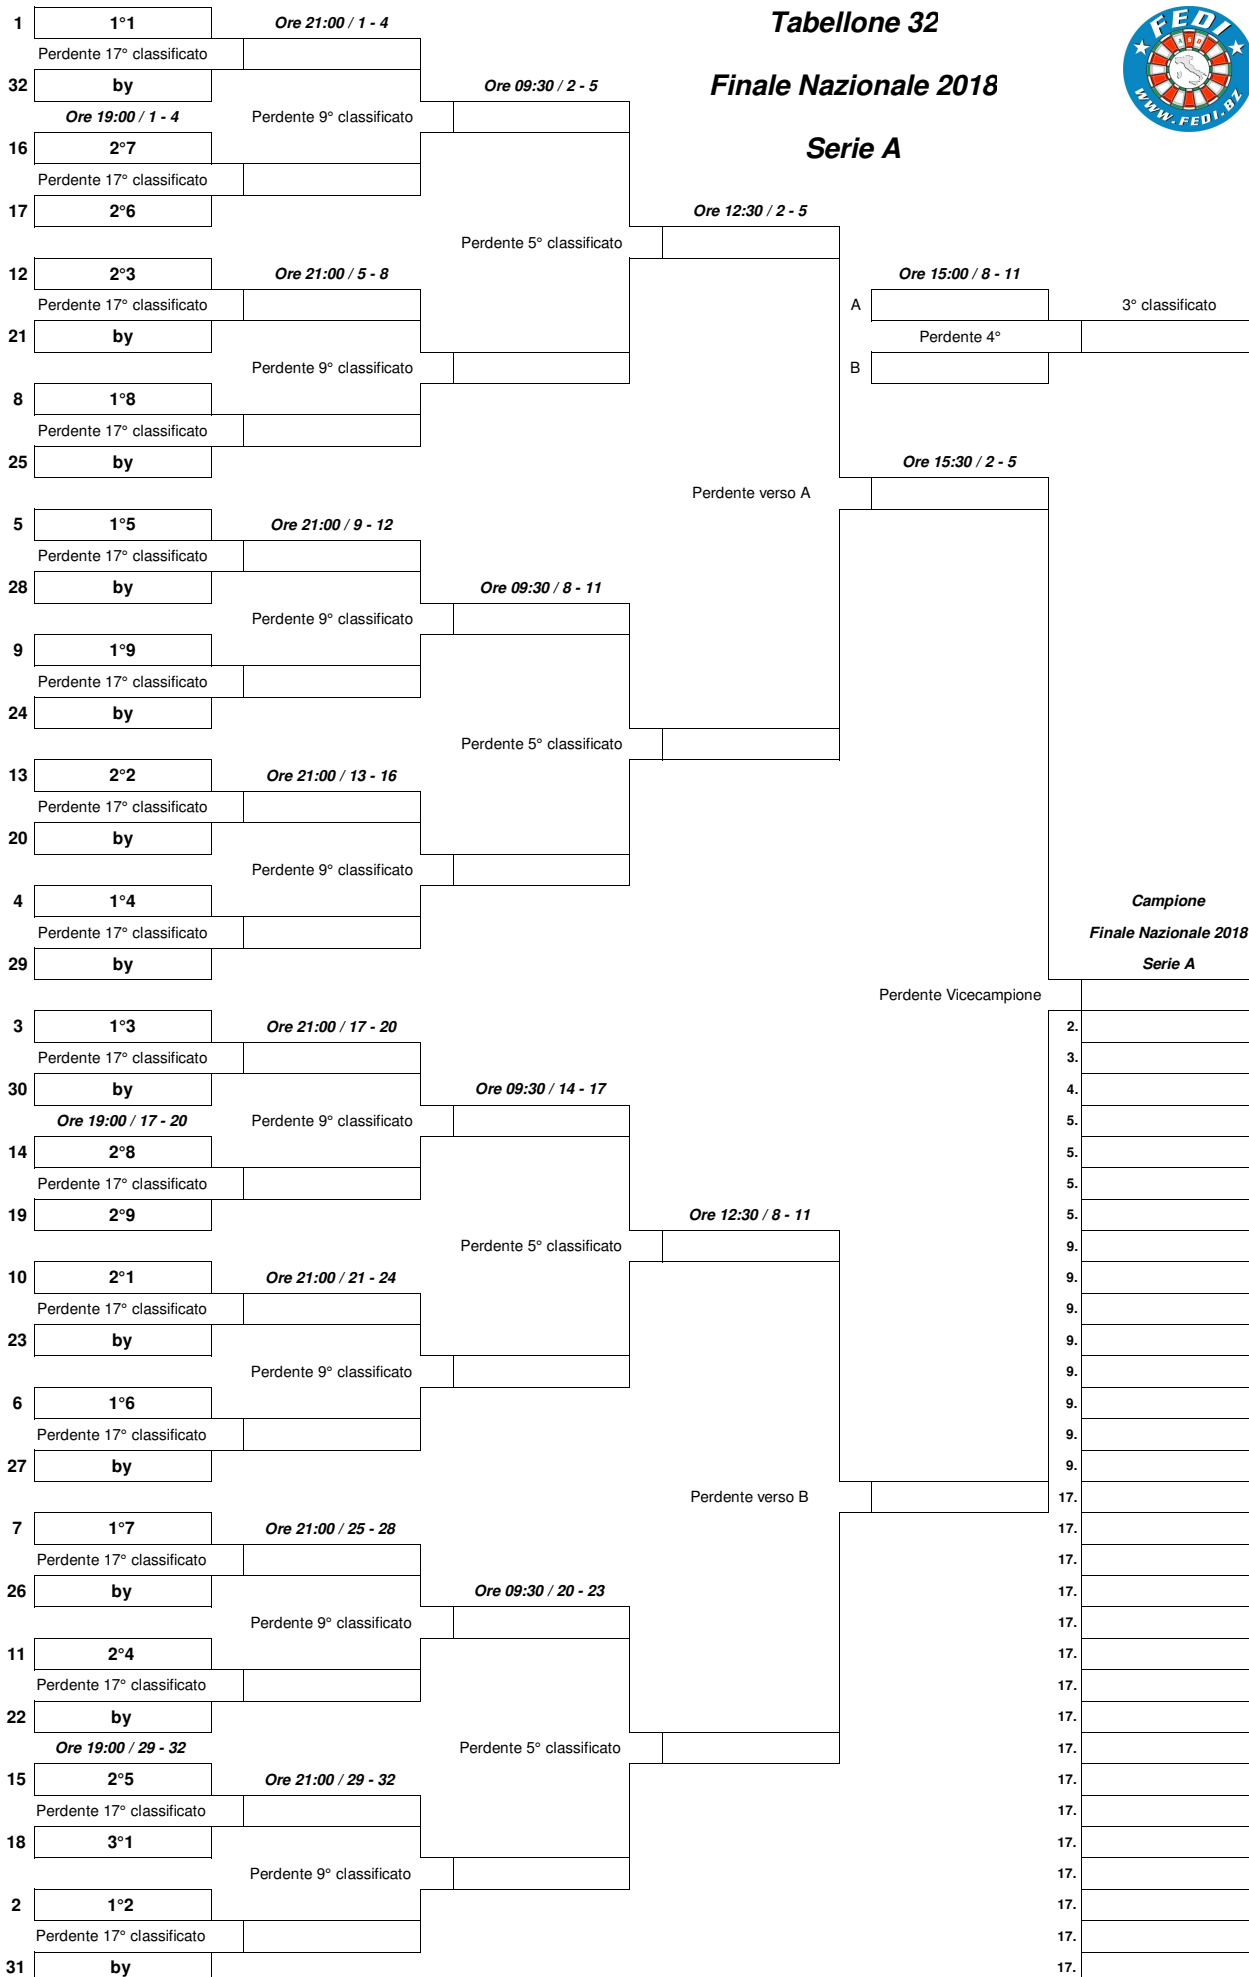 Tabellone 32
Finale Nazionale 2018
Serie A
FEDI
WWW.FEDI.BZ
1 1°1 Ore 21:00 / 1 - 4
Perdente 17° classificato
32 by Ore 09:30 / 2 - 5
Ore 19:00 / 1 - 4 Perdente 9° classificato
16 2°7
Perdente 17° classificato
17 2°6 Ore 12:30 / 2 - 5
Perdente 5° classificato
12 2°3 Ore 21:00 / 5 - 8 Ore 15:00 / 8 - 11
Perdente 17° classificato A 3° classificato
21 by Perdente 4°
Perdente 9° classificato B
8 1°8
Perdente 17° classificato
25 by Ore 15:30 / 2 - 5
Perdente verso A
5 1°5 Ore 21:00 / 9 - 12
Perdente 17° classificato
28 by Ore 09:30 / 8 - 11
Perdente 9° classificato
9 1°9
Perdente 17° classificato
24 by
Perdente 5° classificato
13 2°2 Ore 21:00 / 13 - 16
Perdente 17° classificato
20 by
Perdente 9° classificato
4 1°4 Campione
Perdente 17° classificato Finale Nazionale 2018
29 by Serie A
Perdente Vicecampione
3 1°3 Ore 21:00 / 17 - 20 2.
Perdente 17° classificato 3.
30 by Ore 09:30 / 14 - 17 4.
Ore 19:00 / 17 - 20 Perdente 9° classificato 5.
14 2°8 5.
Perdente 17° classificato 5.
19 2°9 Ore 12:30 / 8 - 11 5.
Perdente 5° classificato 9.
10 2°1 Ore 21:00 / 21 - 24 9.
Perdente 17° classificato 9.
23 by 9.
Perdente 9° classificato 9.
6 1°6 9.
Perdente 17° classificato 9.
27 by 9.
Perdente verso B 17.
7 1°7 Ore 21:00 / 25 - 28 17.
Perdente 17° classificato 17.
26 by Ore 09:30 / 20 - 23 17.
Perdente 9° classificato 17.
11 2°4 17.
Perdente 17° classificato 17.
22 by 17.
Ore 19:00 / 29 - 32 Perdente 5° classificato 17.
15 2°5 Ore 21:00 / 29 - 32 17.
Perdente 17° classificato 17.
18 3°1 17.
Perdente 9° classificato 17.
2 1°2 17.
Perdente 17° classificato 17.
31 by 17.